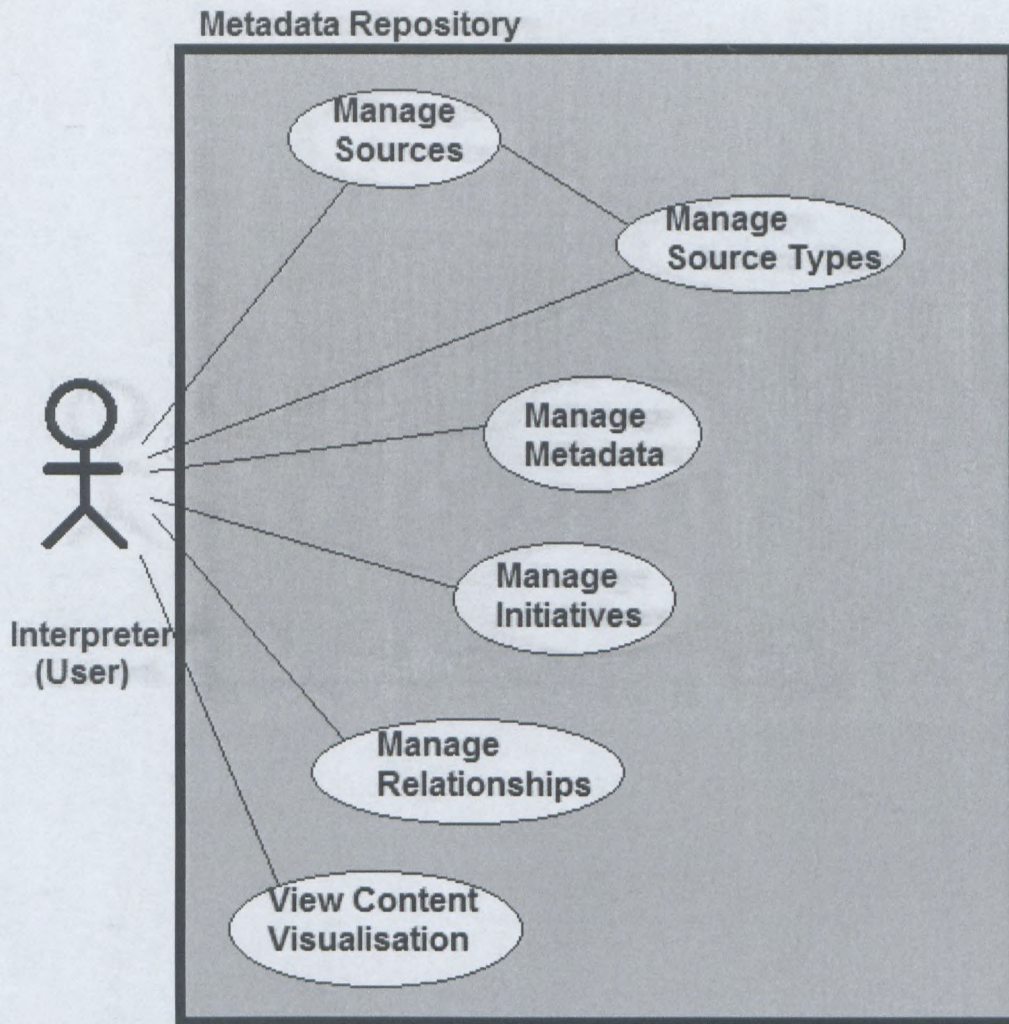 Metadata Repository
Manage
Sources
Manage
Source Types
Manage
Metadata
Manage
Initiatives
Interpreter
(User)
Manage
Relationships
View Content
Visualisation